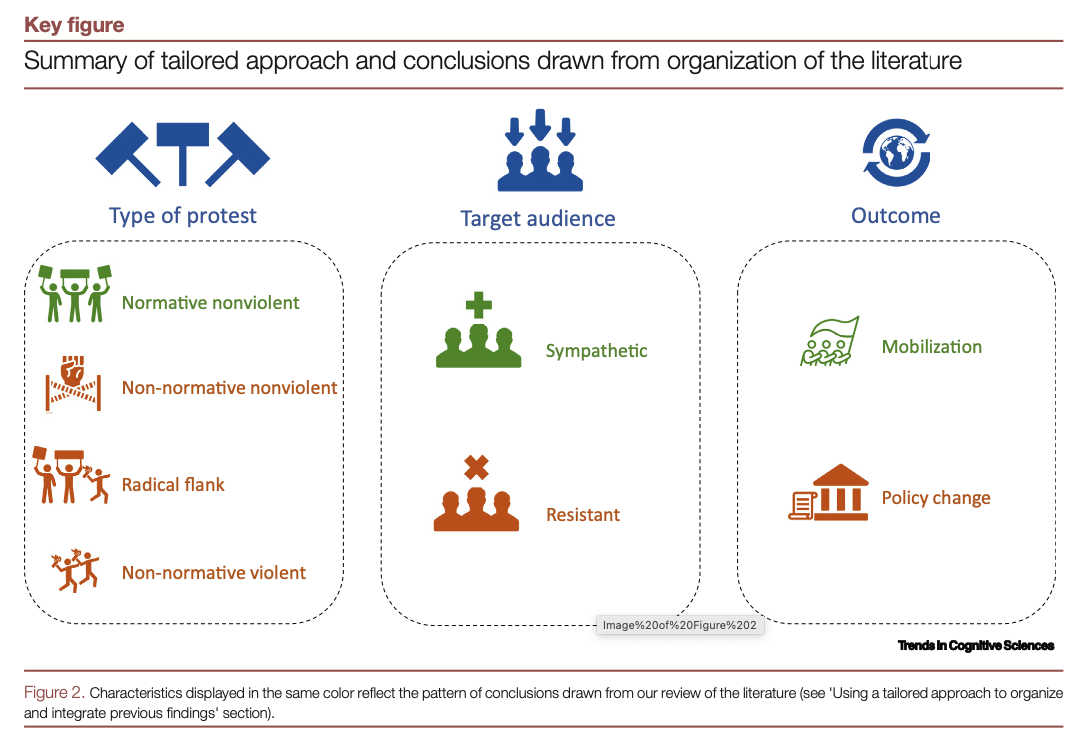 Key figure
Summary of tailored approach and conclusions drawn from organization of the literature
Type of protest
Target audience
Outcome
Normative nonviolent
Non-normative nonviolent
Radical flank
Non-normative violent
Sympathetic
Resistant
Mobilization
Policy change
Image%20of%20Figure%202
Trends in Cognitive Sciences
Figure 2. Characteristics displayed in the same color reflect the pattern of conclusions drawn from our review of the literature (see 'Using a tailored approach to organize
and integrate previous findings' section).